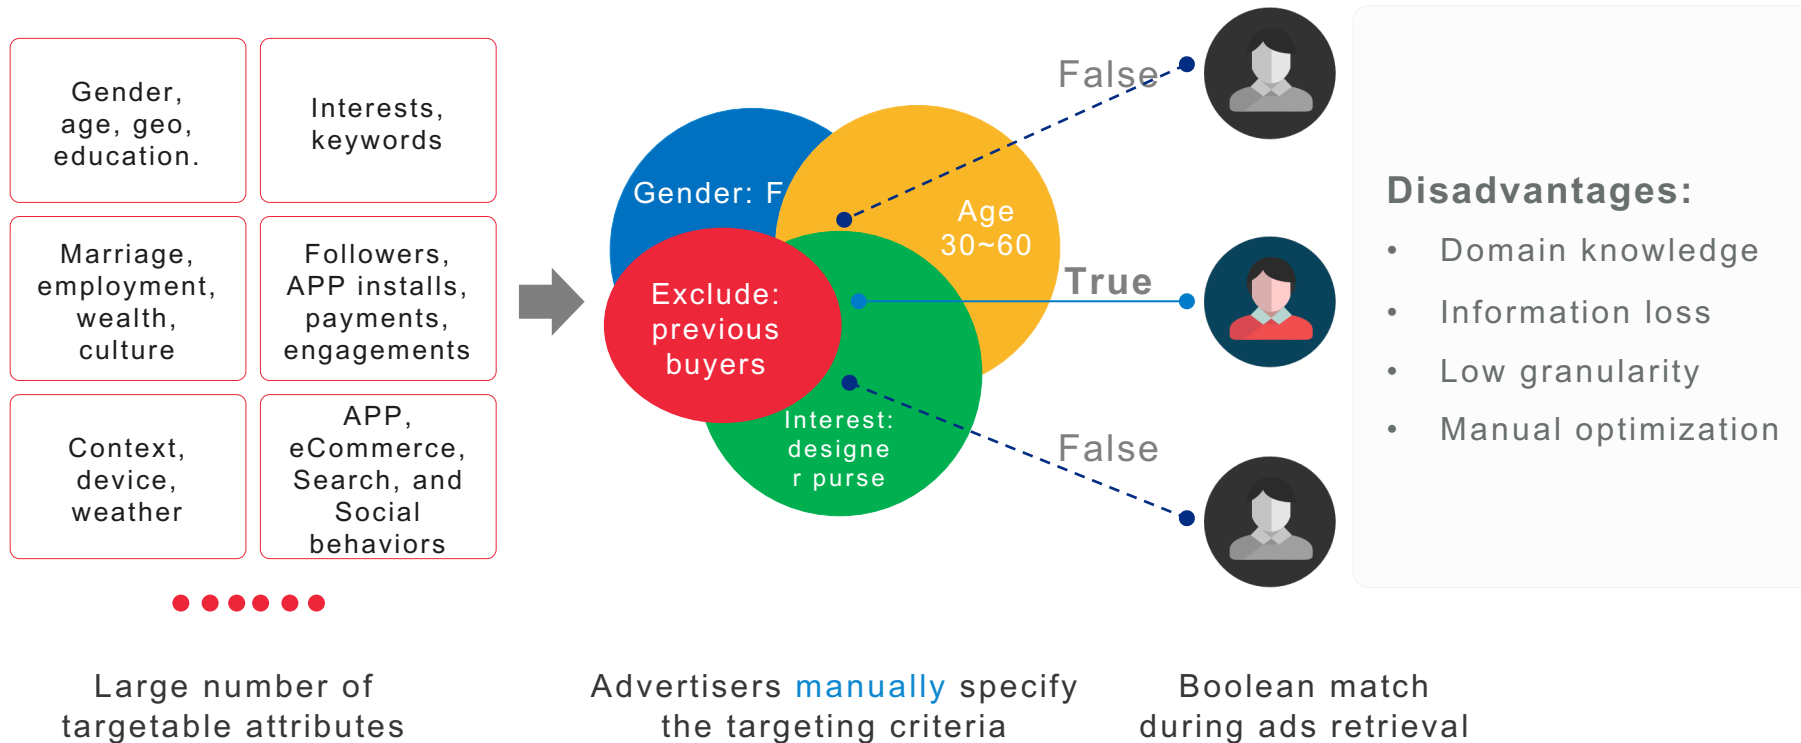 Gender,
age, geo,
education.
Interests,
keywords
Marriage,
employment,
wealth,
culture
Followers,
APP installs,
payments,
engagements
Context,
device,
weather
APP,
eCommerce,
Search, and
Social
behaviors
Large number of
targetable attributes
Gender: F
Age
30~60
Exclude:
previous
buyers
Interest:
designe
r purse
Advertisers manually specify
the targeting criteria
False
True
False
Boolean match
during ads retrieval
Disadvantages:
• Domain knowledge
• Information loss
• Low granularity
• Manual optimization